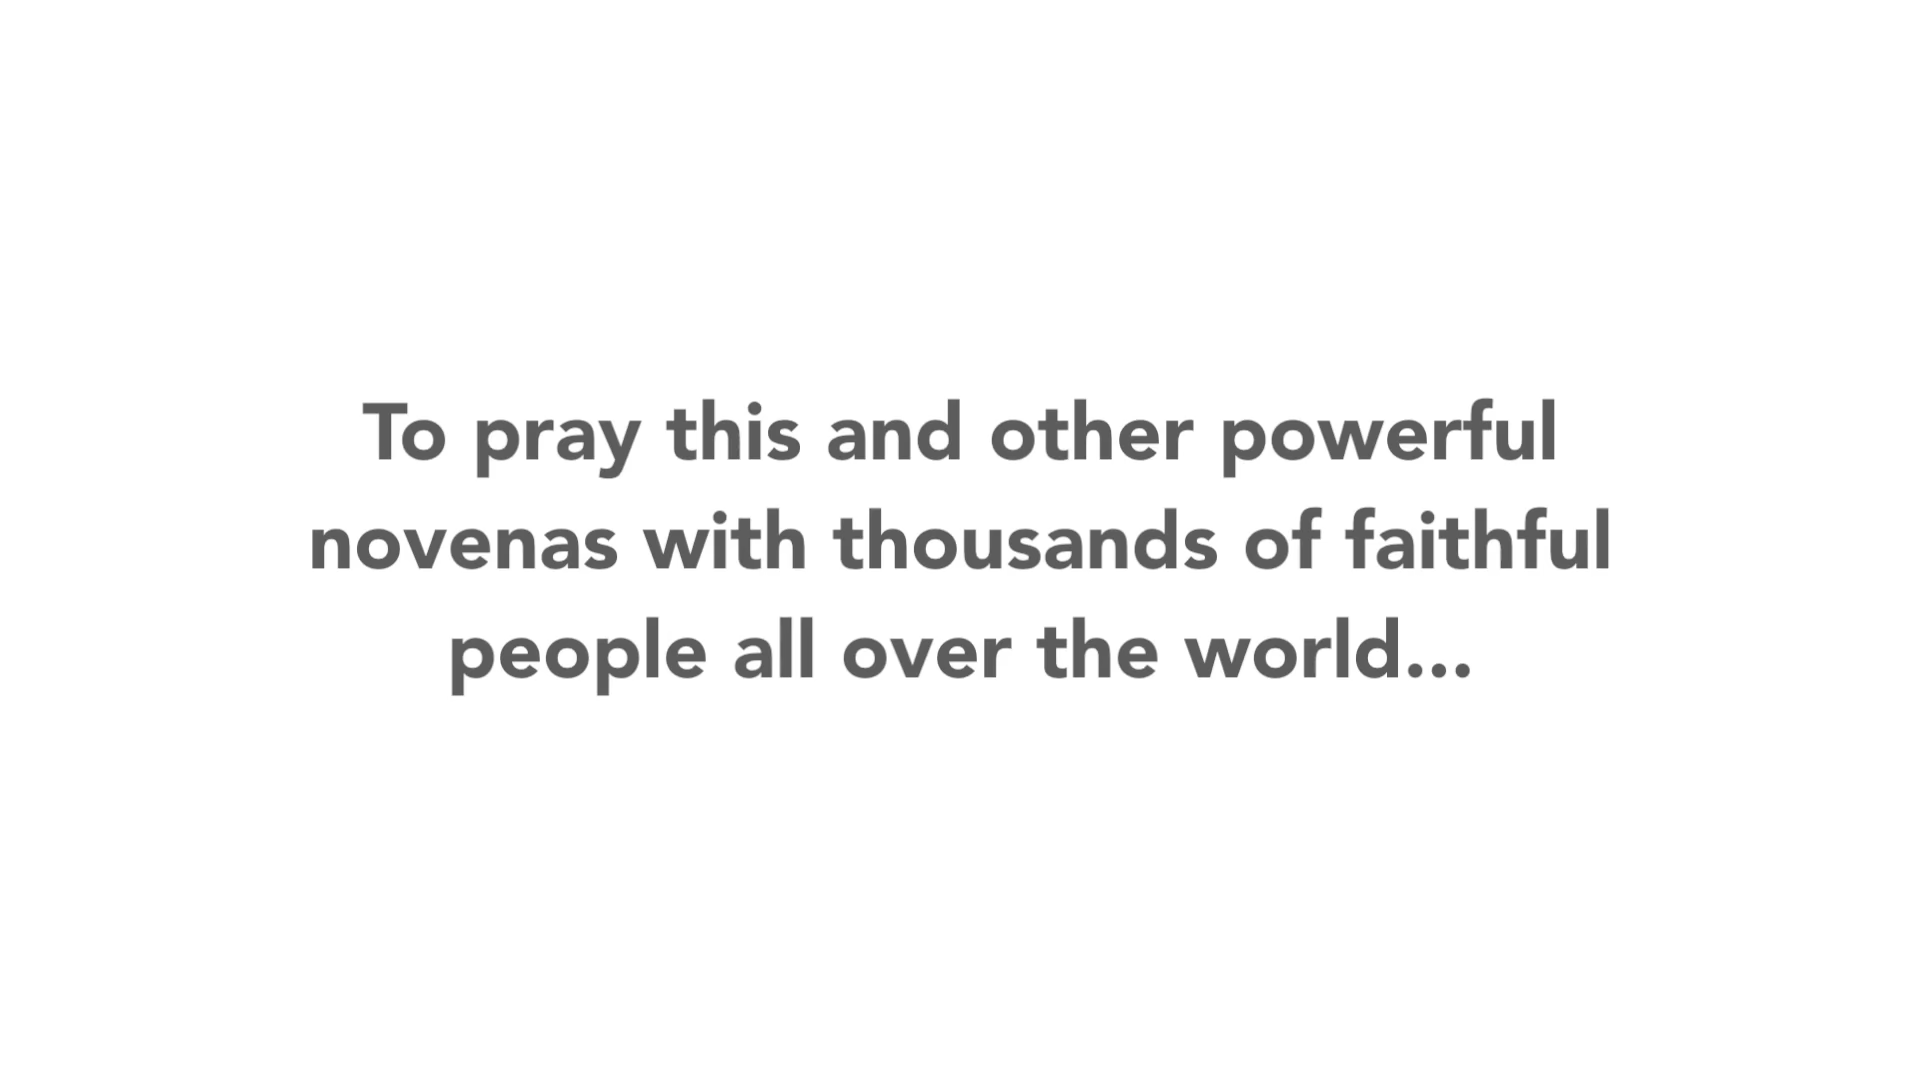 To pray this and other powerful
novenas with thousands of faithful
people all over the world...